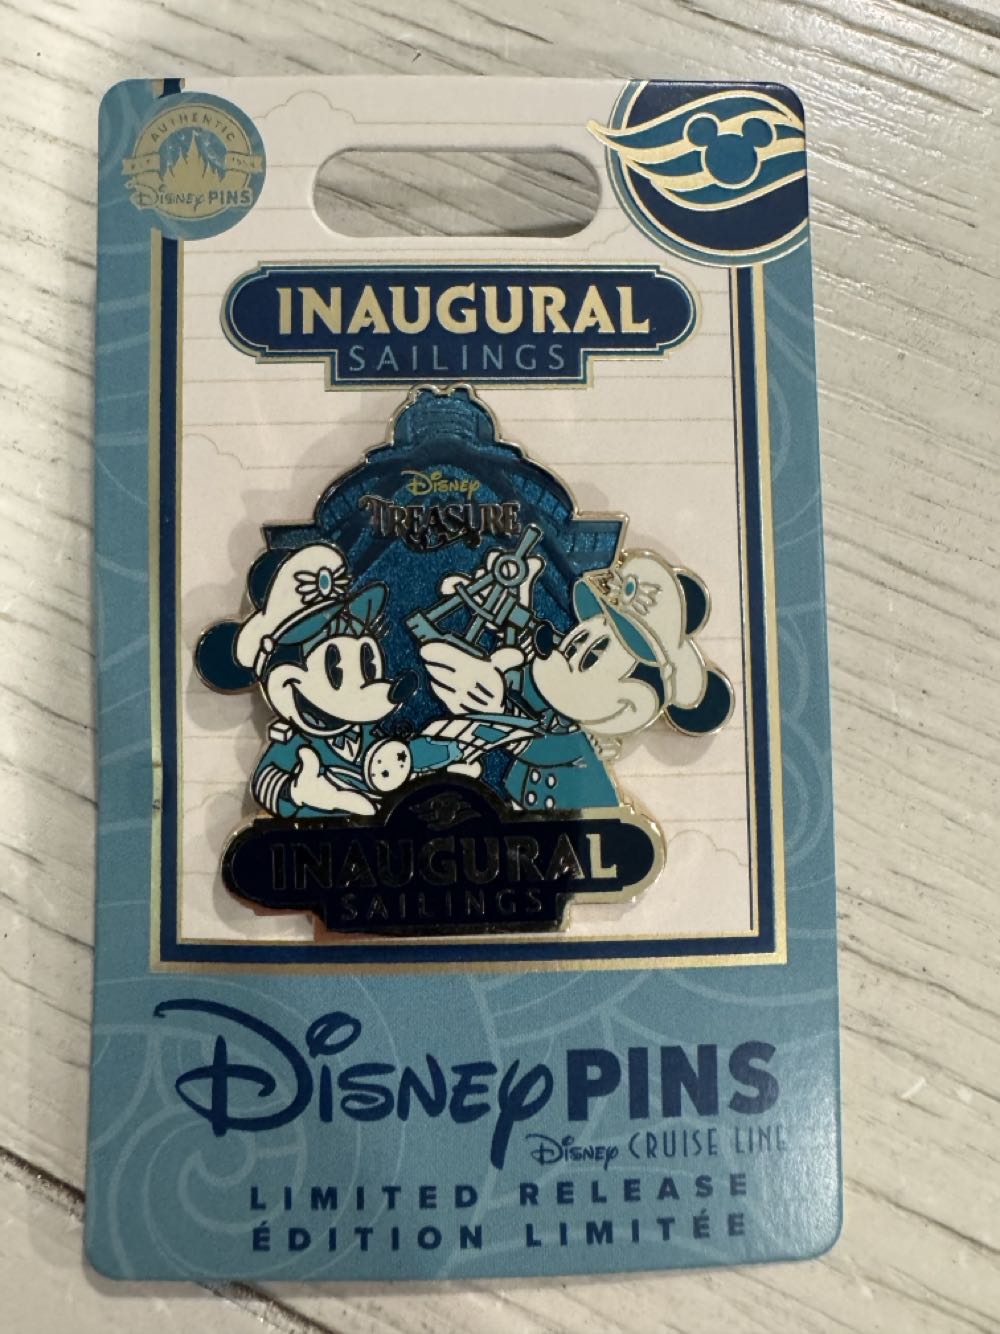 AUTHENTIC
Disney PINS
INAUGURAL
SAILINGS
Disney
TREASURE
INAUGURAL
SAILINGS
Disney PINS
Disney CRUISE LINE
LIMITED RELEASE
ÉDITION LIMITÉE